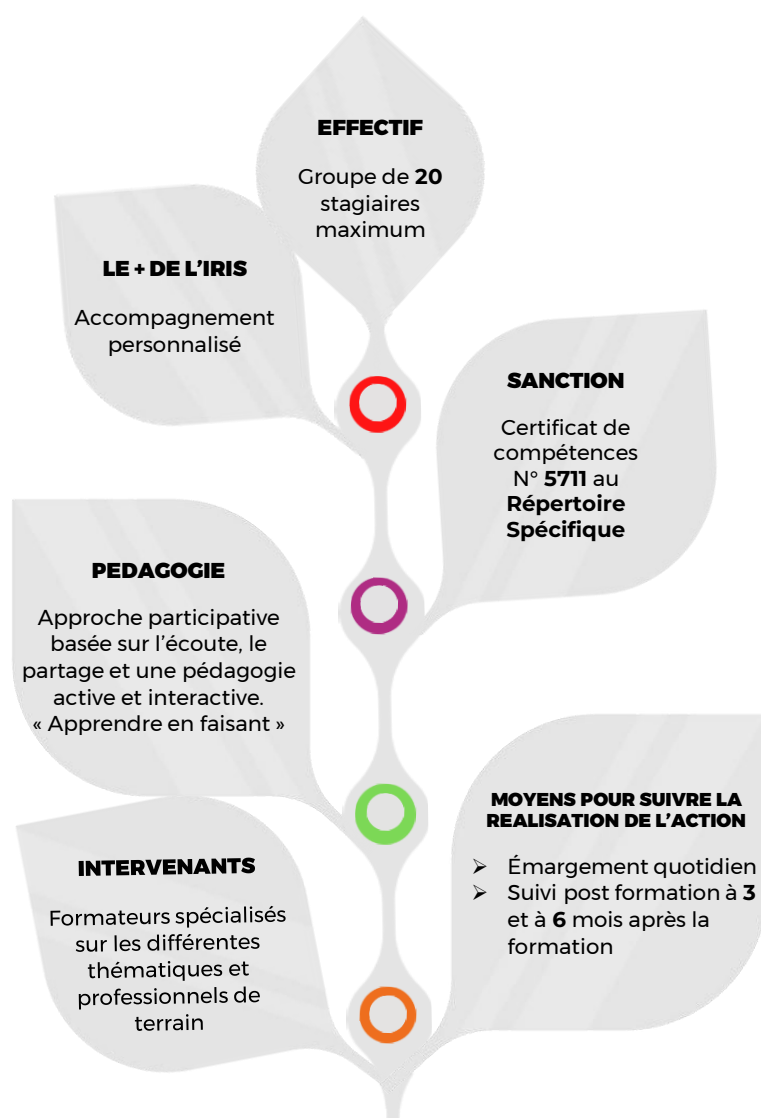 EFFECTIF
Groupe de 20
stagiaires
maximum
LE + DE L'IRIS
Accompagnement
personnalisé
SANCTION
Certificat de
compétences
N° 5711 au
Répertoire
Spécifique
PEDAGOGIE
Approche participative
basée sur l'écoute, le
partage et une pédagogie
active et interactive.
« Apprendre en faisant »
MOYENS POUR SUIVRE LA
REALISATION DE L'ACTION
➢ Émargement quotidien
➢ Suivi post formation à 3
et à 6 mois après la
formation
INTERVENANTS
Formateurs spécialisés
sur les différentes
thématiques et
professionnels de
terrain